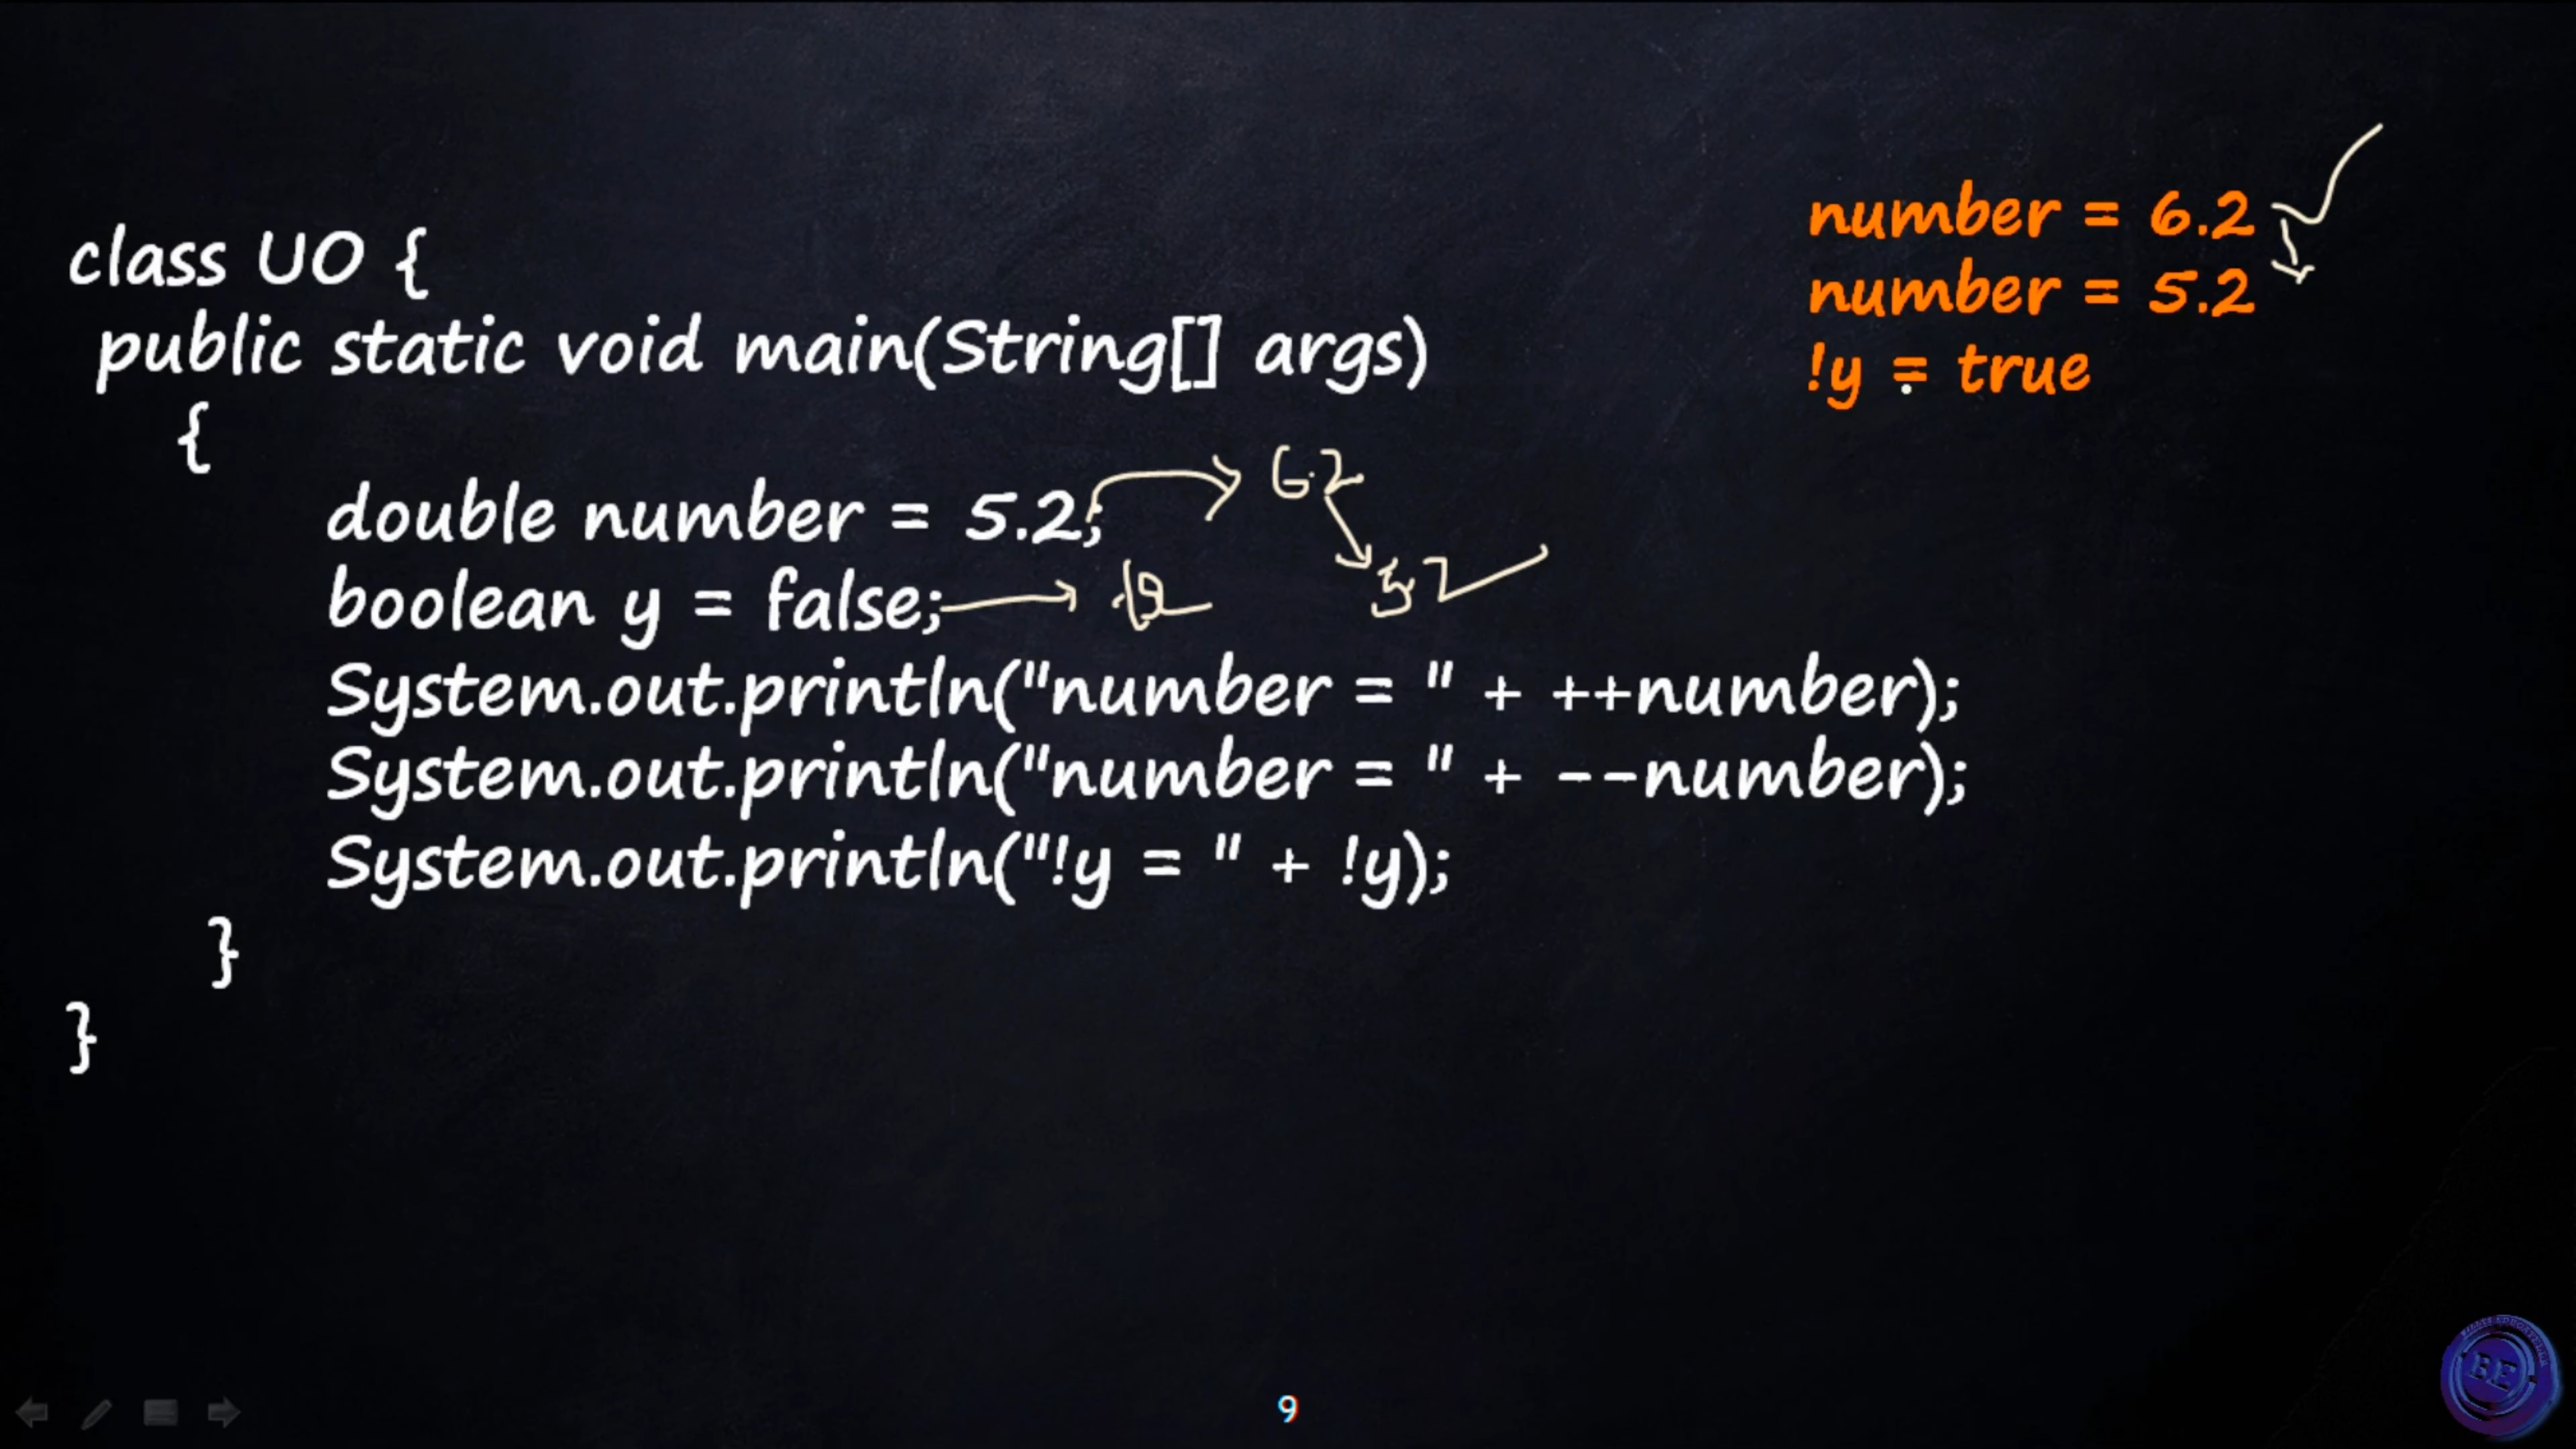 number = 6.2
number = 5.2
!y = true
class UO {
public static void main(String[] args)
{
double number = 5.2; 6.2
boolean y = false; 5.2
System.out.println("number = " + ++number);
System.out.println("number = " + --number);
System.out.println("!y = " + !y);
}
}
9
BE